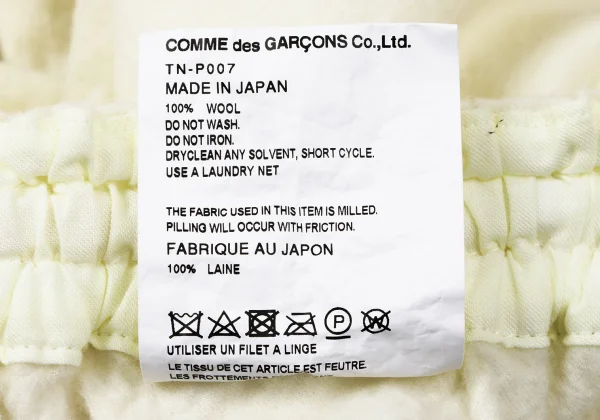 COMME des GARÇONS Co.,Ltd.
TN-P007
MADE IN JAPAN
100% WOOL
DO NOT WASH.
DO NOT IRON.
DRYCLEAN ANY SOLVENT, SHORT CYCLE.
USE A LAUNDRY NET
THE FABRIC USED IN THIS ITEM IS MILLED.
PILLING WILL OCCUR WITH FRICTION.
FABRIQUE AU JAPON
100% LAINE
P W
UTILISER UN FILET A LINGE
LE TISSU DE CET ARTICLE EST FEUTRE.
LES FROTTEMENTS